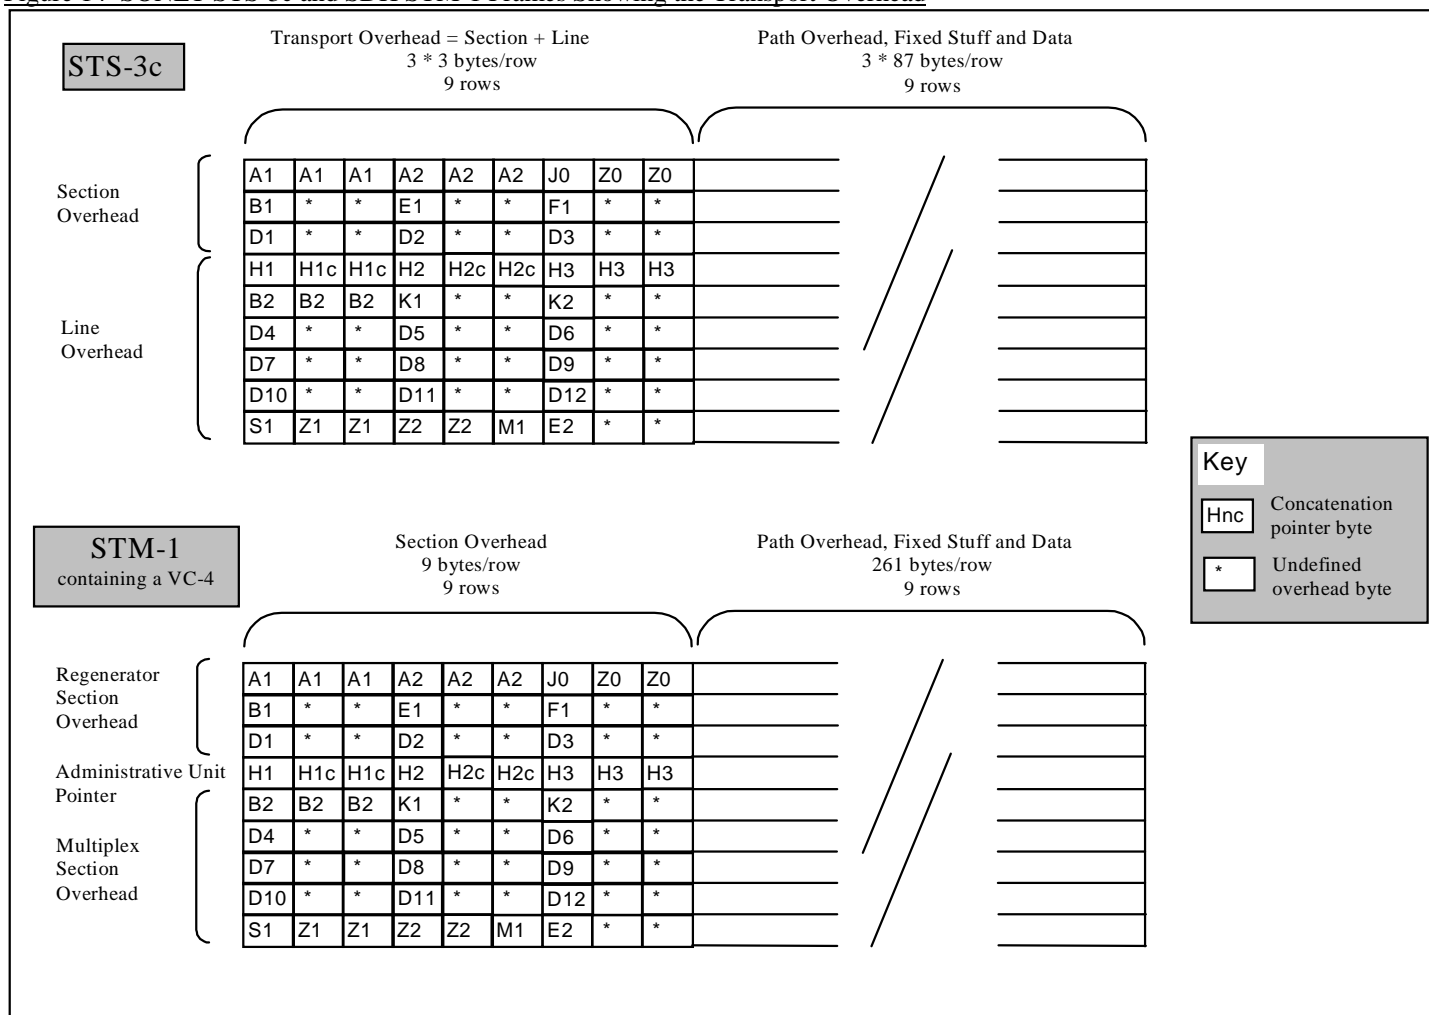 STS-3c
Transport Overhead = Section + Line
3 * 3 bytes/row
9 rows
Path Overhead, Fixed Stuff and Data
3 * 87 bytes/row
9 rows
Section
Overhead
Line
Overhead
A1 A1 A1 A2 A2 A2 J0 Z0 Z0
B1 * * E1 * * F1 * *
D1 * * D2 * * D3 * *
H1 H1c H1c H2 H2c H2c H3 H3 H3
B2 B2 B2 K1 * * K2 * *
D4 * * D5 * * D6 * *
D7 * * D8 * * D9 * *
D10 * * D11 * * D12 * *
S1 Z1 Z1 Z2 Z2 M1 E2 * *
Key
Hnc Concatenation
pointer byte
* Undefined
overhead byte
STM-1
containing a VC-4
Section Overhead
9 bytes/row
9 rows
Path Overhead, Fixed Stuff and Data
261 bytes/row
9 rows
Regenerator
Section
Overhead
Administrative Unit
Pointer
Multiplex
Section
Overhead
A1 A1 A1 A2 A2 A2 J0 Z0 Z0
B1 * * E1 * * F1 * *
D1 * * D2 * * D3 * *
H1 H1c H1c H2 H2c H2c H3 H3 H3
B2 B2 B2 K1 * * K2 * *
D4 * * D5 * * D6 * *
D7 * * D8 * * D9 * *
D10 * * D11 * * D12 * *
S1 Z1 Z1 Z2 Z2 M1 E2 * *